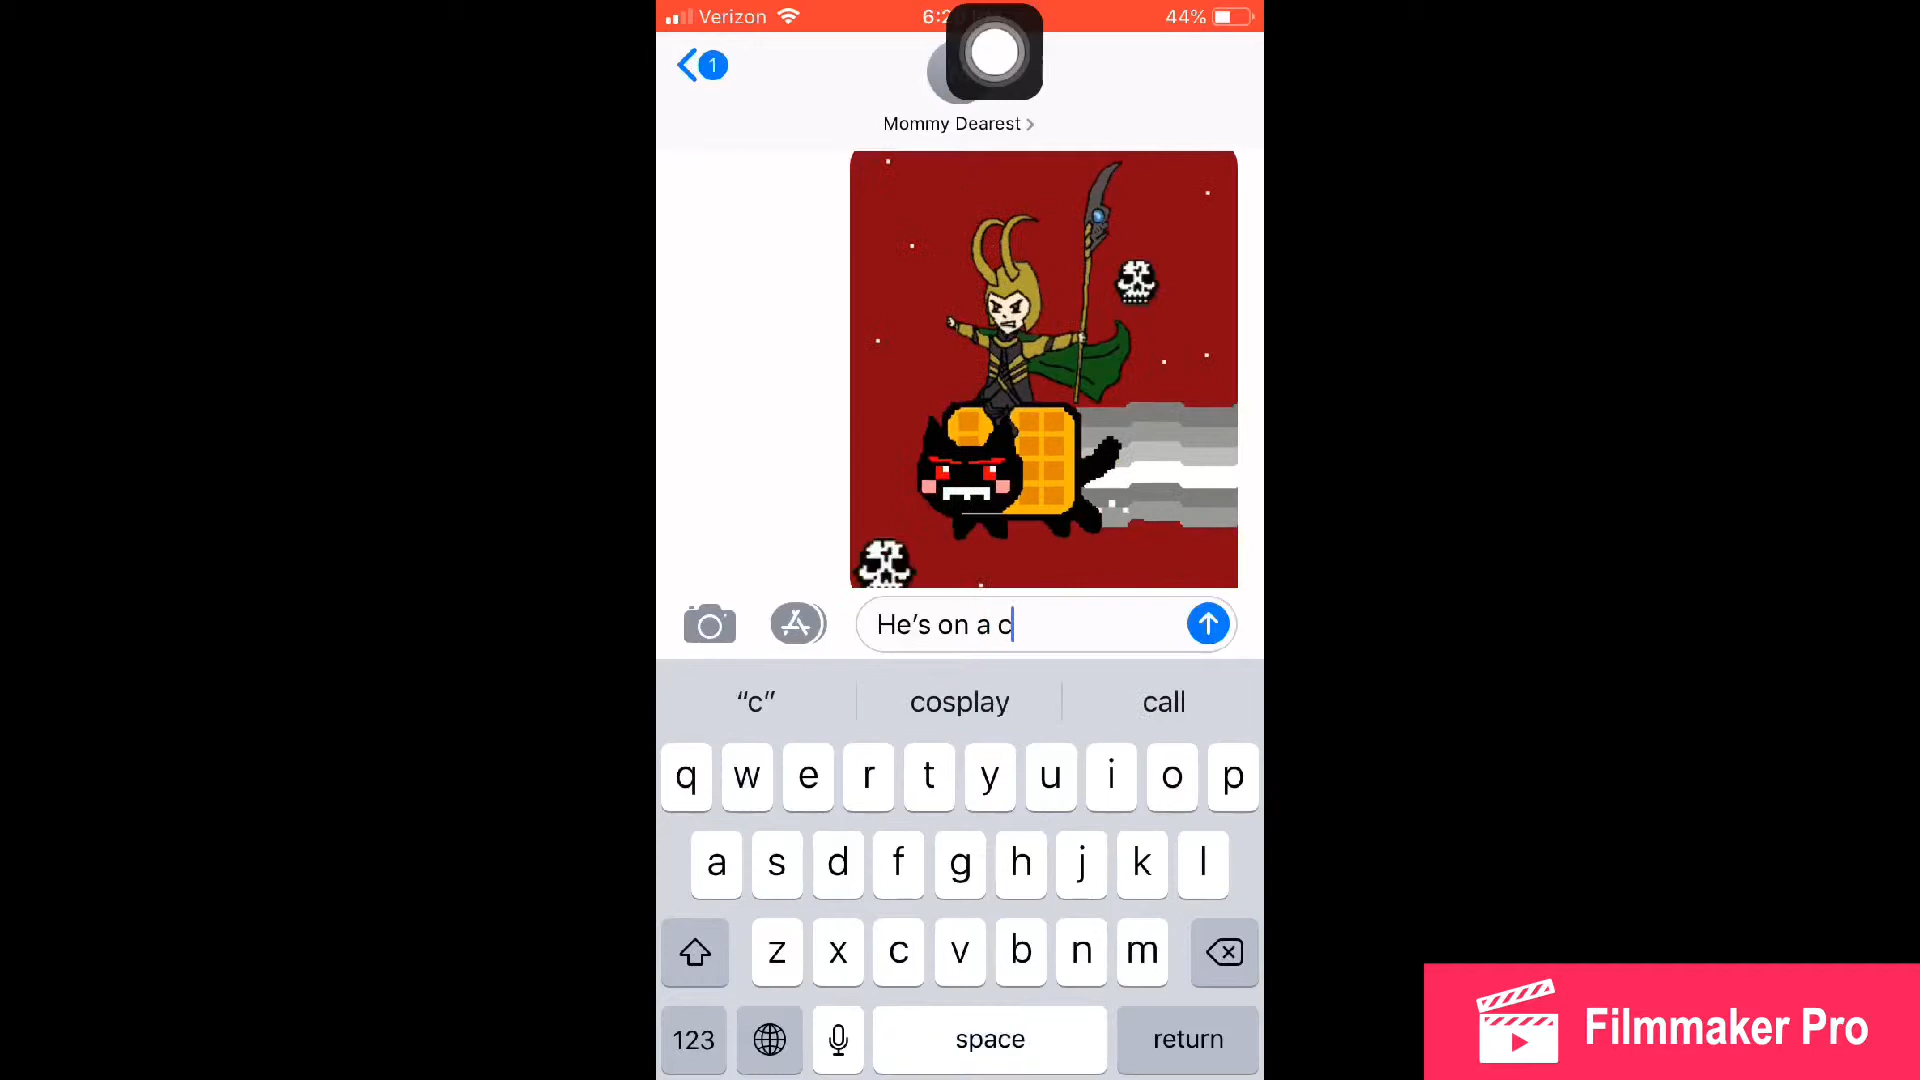 Verizon
44%
1
Mommy Dearest
He's on a c
"c" cosplay call
q w e r t y u i o p
a s d f g h j k l
z x c v b n m
123 space return
Filmmaker Pro